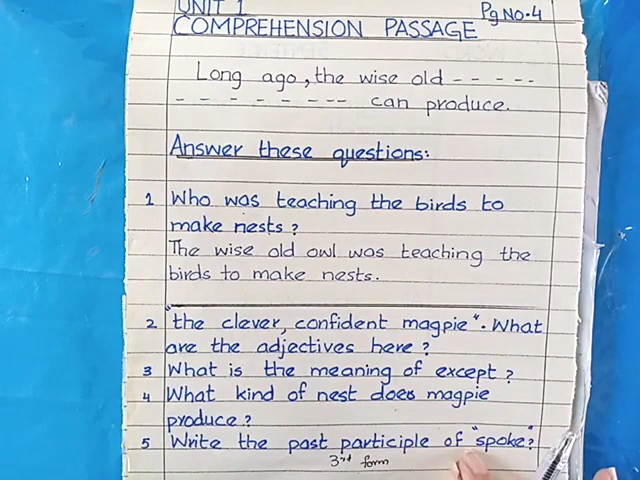 UNIT 1
Pg No. 4
COMPREHENSION PASSAGE
Long ago, the wise old - - - - -
- - - - - - - - - can produce.
Answer these questions:
1 Who was teaching the birds to
make nests?
The wise old owl was teaching the
birds to make nests.
2 "the clever, confident magpie". What
are the adjectives here?
3 What is the meaning of except?
4 What kind of nest does magpie
produce?
5 Write the past participle of "spoke"?
3rd form